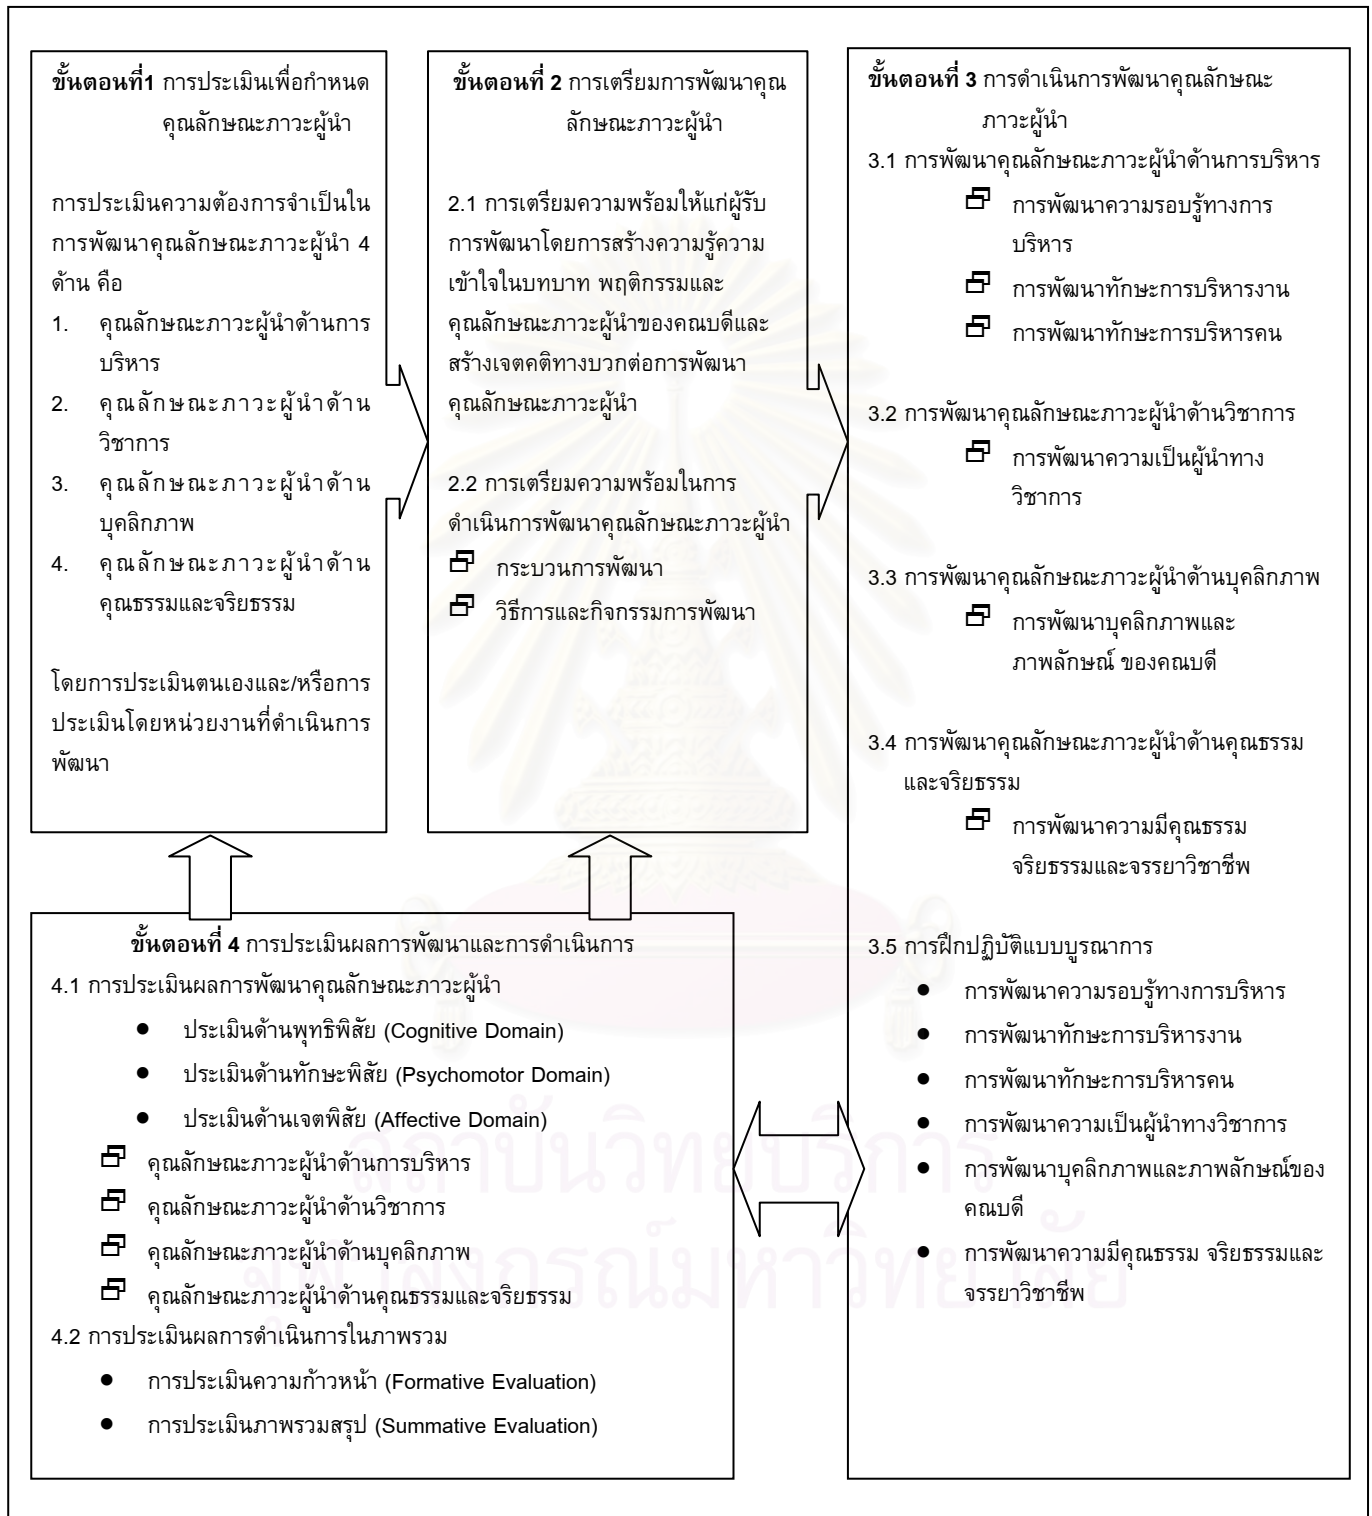 ขั้นตอนที่1 การประเมินเพื่อกำหนด
คุณลักษณะภาวะผู้นำ
การประเมินความต้องการจำเป็นใน
การพัฒนาคุณลักษณะภาวะผู้นำ 4
ด้าน คือ
1. คุณลักษณะภาวะผู้นำด้านการ
บริหาร
2. คุณลักษณะภาวะผู้นำด้าน
วิชาการ
3. คุณลักษณะภาวะผู้นำด้าน
บุคลิกภาพ
4. คุณลักษณะภาวะผู้นำด้าน
คุณธรรมและจริยธรรม
โดยการประเมินตนเองและ/หรือการ
ประเมินโดยหน่วยงานที่ดำเนินการ
พัฒนา
ขั้นตอนที่ 2 การเตรียมการพัฒนาคุณ
ลักษณะภาวะผู้นำ
2.1 การเตรียมความพร้อมให้แก่ผู้รับ
การพัฒนาโดยการสร้างความรู้ความ
เข้าใจในบทบาท พฤติกรรมและ
คุณลักษณะภาวะผู้นำของคณบดีและ
สร้างเจตคติทางบวกต่อการพัฒนา
คุณลักษณะภาวะผู้นำ
2.2 การเตรียมความพร้อมในการ
ดำเนินการพัฒนาคุณลักษณะภาวะผู้นำ
กระบวนการพัฒนา
วิธีการและกิจกรรมการพัฒนา
ขั้นตอนที่ 3 การดำเนินการพัฒนาคุณลักษณะ
ภาวะผู้นำ
3.1 การพัฒนาคุณลักษณะภาวะผู้นำด้านการบริหาร
การพัฒนาความรอบรู้ทางการ
บริหาร
การพัฒนาทักษะการบริหารงาน
การพัฒนาทักษะการบริหารคน
3.2 การพัฒนาคุณลักษณะภาวะผู้นำด้านวิชาการ
การพัฒนาความเป็นผู้นำทาง
วิชาการ
3.3 การพัฒนาคุณลักษณะภาวะผู้นำด้านบุคลิกภาพ
การพัฒนาบุคลิกภาพและ
ภาพลักษณ์ ของคณบดี
3.4 การพัฒนาคุณลักษณะภาวะผู้นำด้านคุณธรรม
และจริยธรรม
การพัฒนาความมีคุณธรรม
จริยธรรมและจรรยาวิชาชีพ
3.5 การฝึกปฏิบัติแบบบูรณาการ
● การพัฒนาความรอบรู้ทางการบริหาร
● การพัฒนาทักษะการบริหารงาน
● การพัฒนาทักษะการบริหารคน
● การพัฒนาความเป็นผู้นำทางวิชาการ
● การพัฒนาบุคลิกภาพและภาพลักษณ์ของ
คณบดี
● การพัฒนาความมีคุณธรรม จริยธรรมและ
จรรยาวิชาชีพ
ขั้นตอนที่ 4 การประเมินผลการพัฒนาและการดำเนินการ
4.1 การประเมินผลการพัฒนาคุณลักษณะภาวะผู้นำ
● ประเมินด้านพุทธิพิสัย (Cognitive Domain)
● ประเมินด้านทักษะพิสัย (Psychomotor Domain)
● ประเมินด้านเจตพิสัย (Affective Domain)
คุณลักษณะภาวะผู้นำด้านการบริหาร
คุณลักษณะภาวะผู้นำด้านวิชาการ
คุณลักษณะภาวะผู้นำด้านบุคลิกภาพ
คุณลักษณะภาวะผู้นำด้านคุณธรรมและจริยธรรม
4.2 การประเมินผลการดำเนินการในภาพรวม
● การประเมินความก้าวหน้า (Formative Evaluation)
● การประเมินภาพรวมสรุป (Summative Evaluation)
สถาบันวิทยบริการ
จุฬาลงกรณ์มหาวิทยาลัย